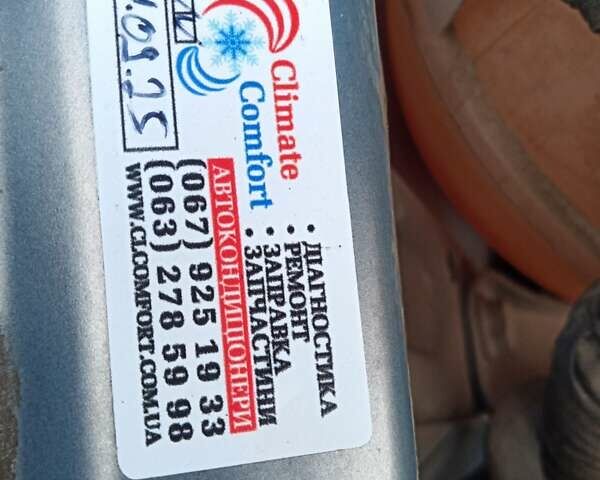 Climate
Comfort
• ДІАГНОСТИКА
• РЕМОНТ
• ЗАПРАВКА
• ЗАПЧАСТИНИ
АВТОКОНДИЦІОНЕРИ
(067) 925 19 33
(063) 278 59 98
WWW.CLCOMFORT.COM.UA
.09.25